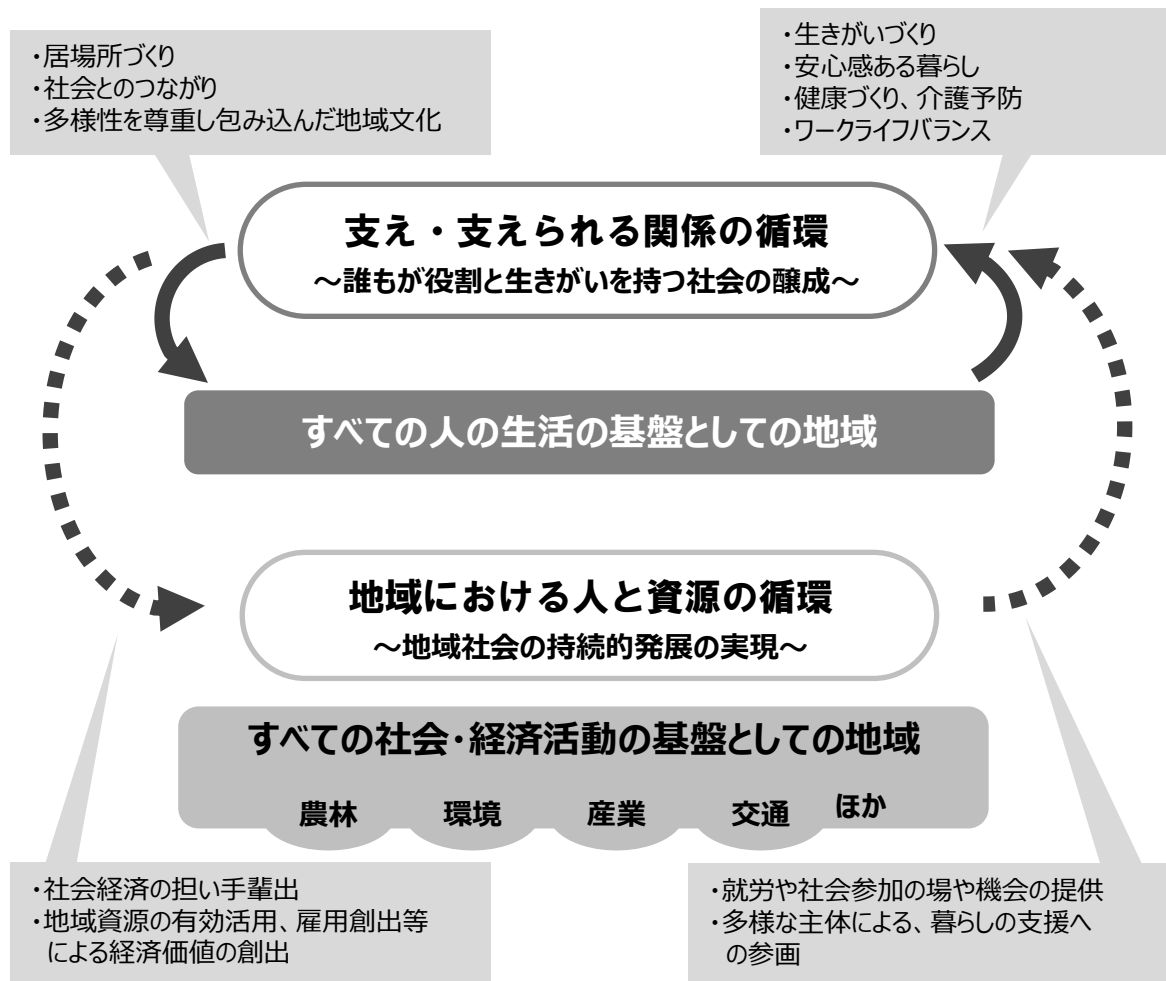 ・居場所づくり
・社会とのつながり
・多様性を尊重し包み込んだ地域文化
・生きがいづくり
・安心感ある暮らし
・健康づくり、介護予防
・ワークライフバランス
支え・支えられる関係の循環
～誰もが役割と生きがいを持つ社会の醸成～
すべての人の生活の基盤としての地域
地域における人と資源の循環
～地域社会の持続的発展の実現～
すべての社会・経済活動の基盤としての地域
農林 環境 産業 交通 ほか
・社会経済の担い手輩出
・地域資源の有効活用、雇用創出等
による経済価値の創出
・就労や社会参加の場や機会の提供
・多様な主体による、暮らしの支援へ
の参画